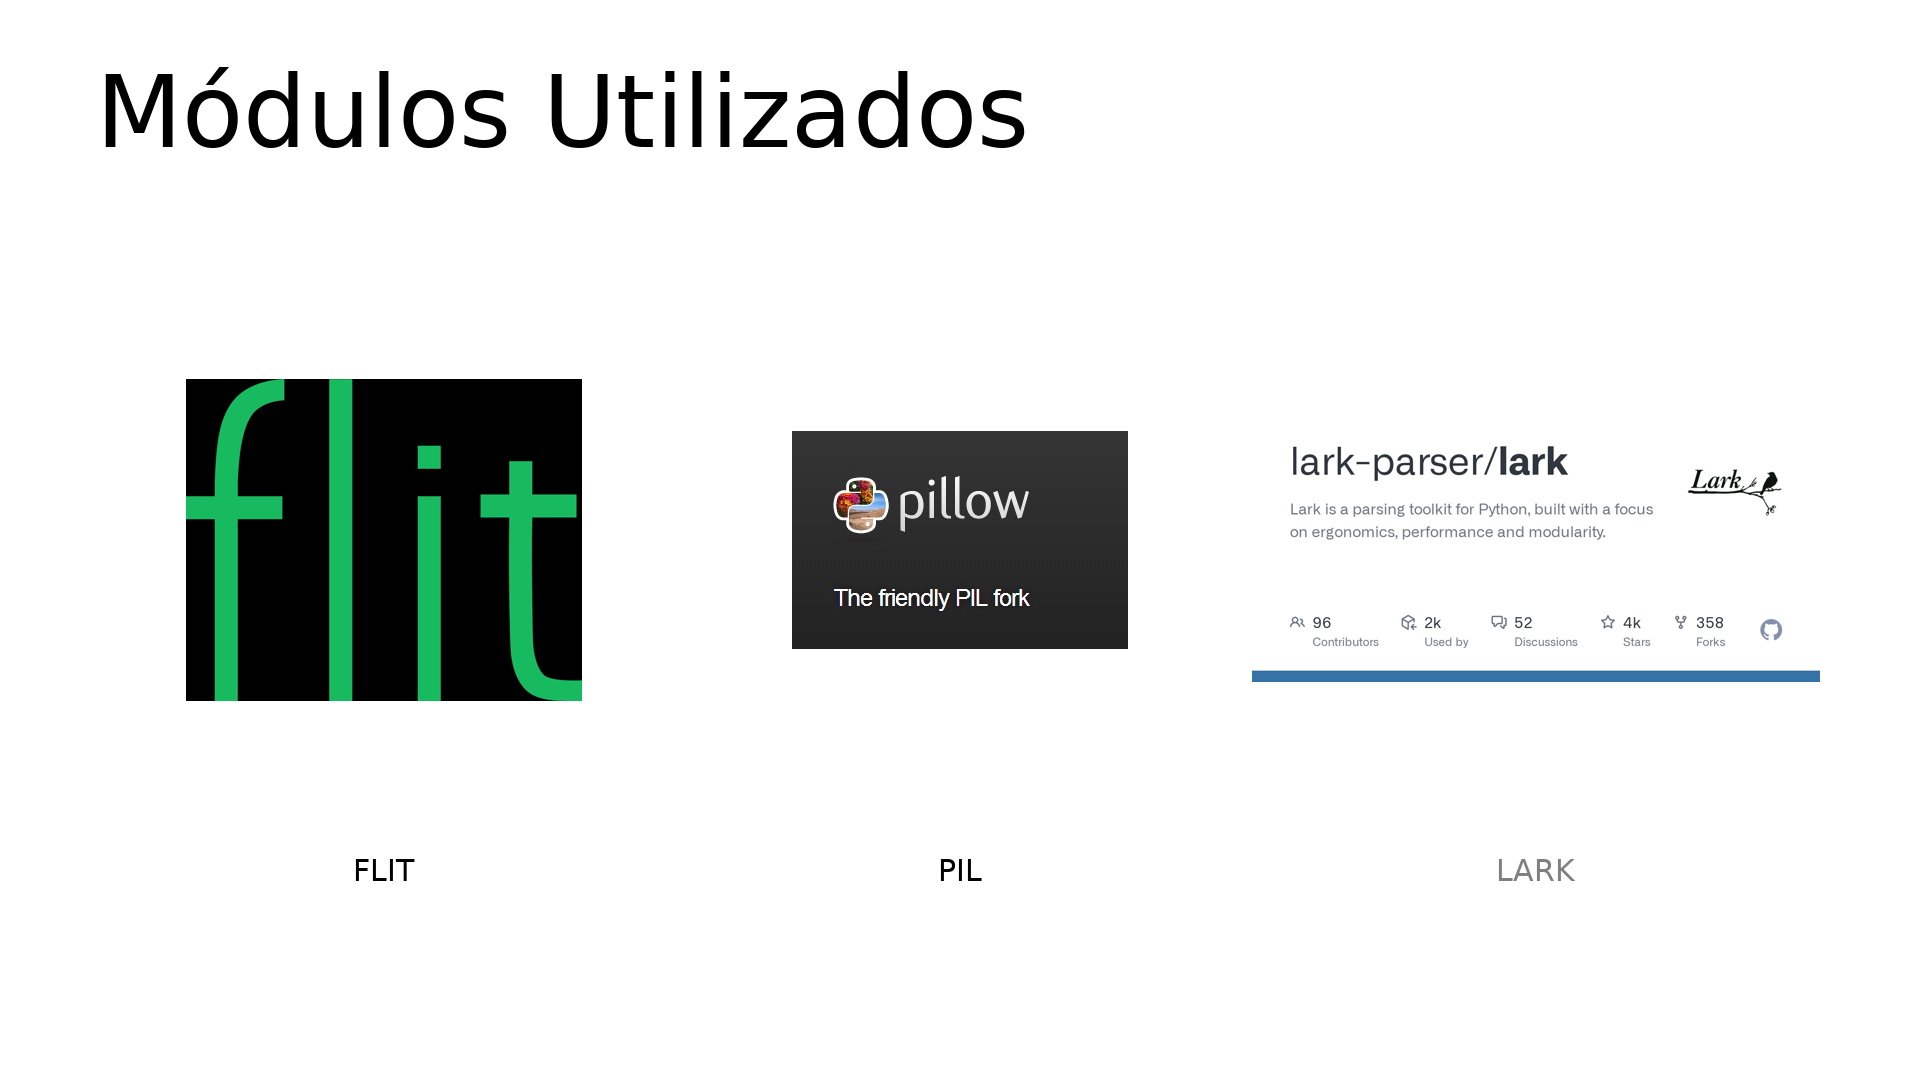 Módulos Utilizados
flit
pillow
The friendly PIL fork
lark-parser/lark
Lark
Lark is a parsing toolkit for Python, built with a focus
on ergonomics, performance and modularity.
96 2k 52 4k 358
Contributors Used by Discussions Stars Forks
FLIT
PIL
LARK